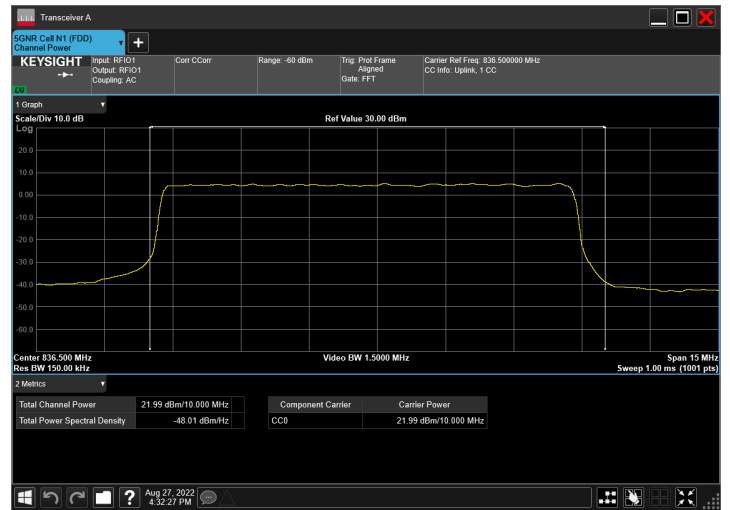 Transceiver A
5GNR Cell N1 (FDD)
Channel Power
KEYSIGHT
LXI
Input: RFIO1
Output: RFIO1
Coupling: AC
Corr CCorr
Range: -60 dBm
Trig: Prot Frame
Aligned
Gate: FFT
Carrier Ref Freq: 836.500000 MHz
CC Info: Uplink, 1 CC
1 Graph
Scale/Div 10.0 dB
Ref Value 30.00 dBm
Log
20.0
10.0
0.00
-10.0
-20.0
-30.0
-40.0
-50.0
-60.0
Center 836.500 MHz
Video BW 1.5000 MHz
Span 15 MHz
Res BW 150.00 kHz
Sweep 1.00 ms (1001 pts)
2 Metrics
Total Channel Power 21.99 dBm/10.000 MHz
Total Power Spectral Density -48.01 dBm/Hz
Component Carrier Carrier Power
CC0 21.99 dBm/10.000 MHz
?
Aug 27, 2022
4:32:27 PM